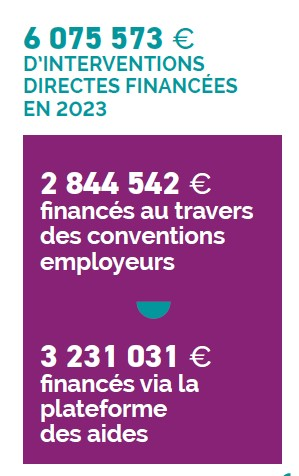 6 075 573 €
D'INTERVENTIONS
DIRECTES FINANCÉES
EN 2023
2 844 542 €
financés au travers
des conventions
employeurs
3 231 031 €
financés via la
plateforme
des aides